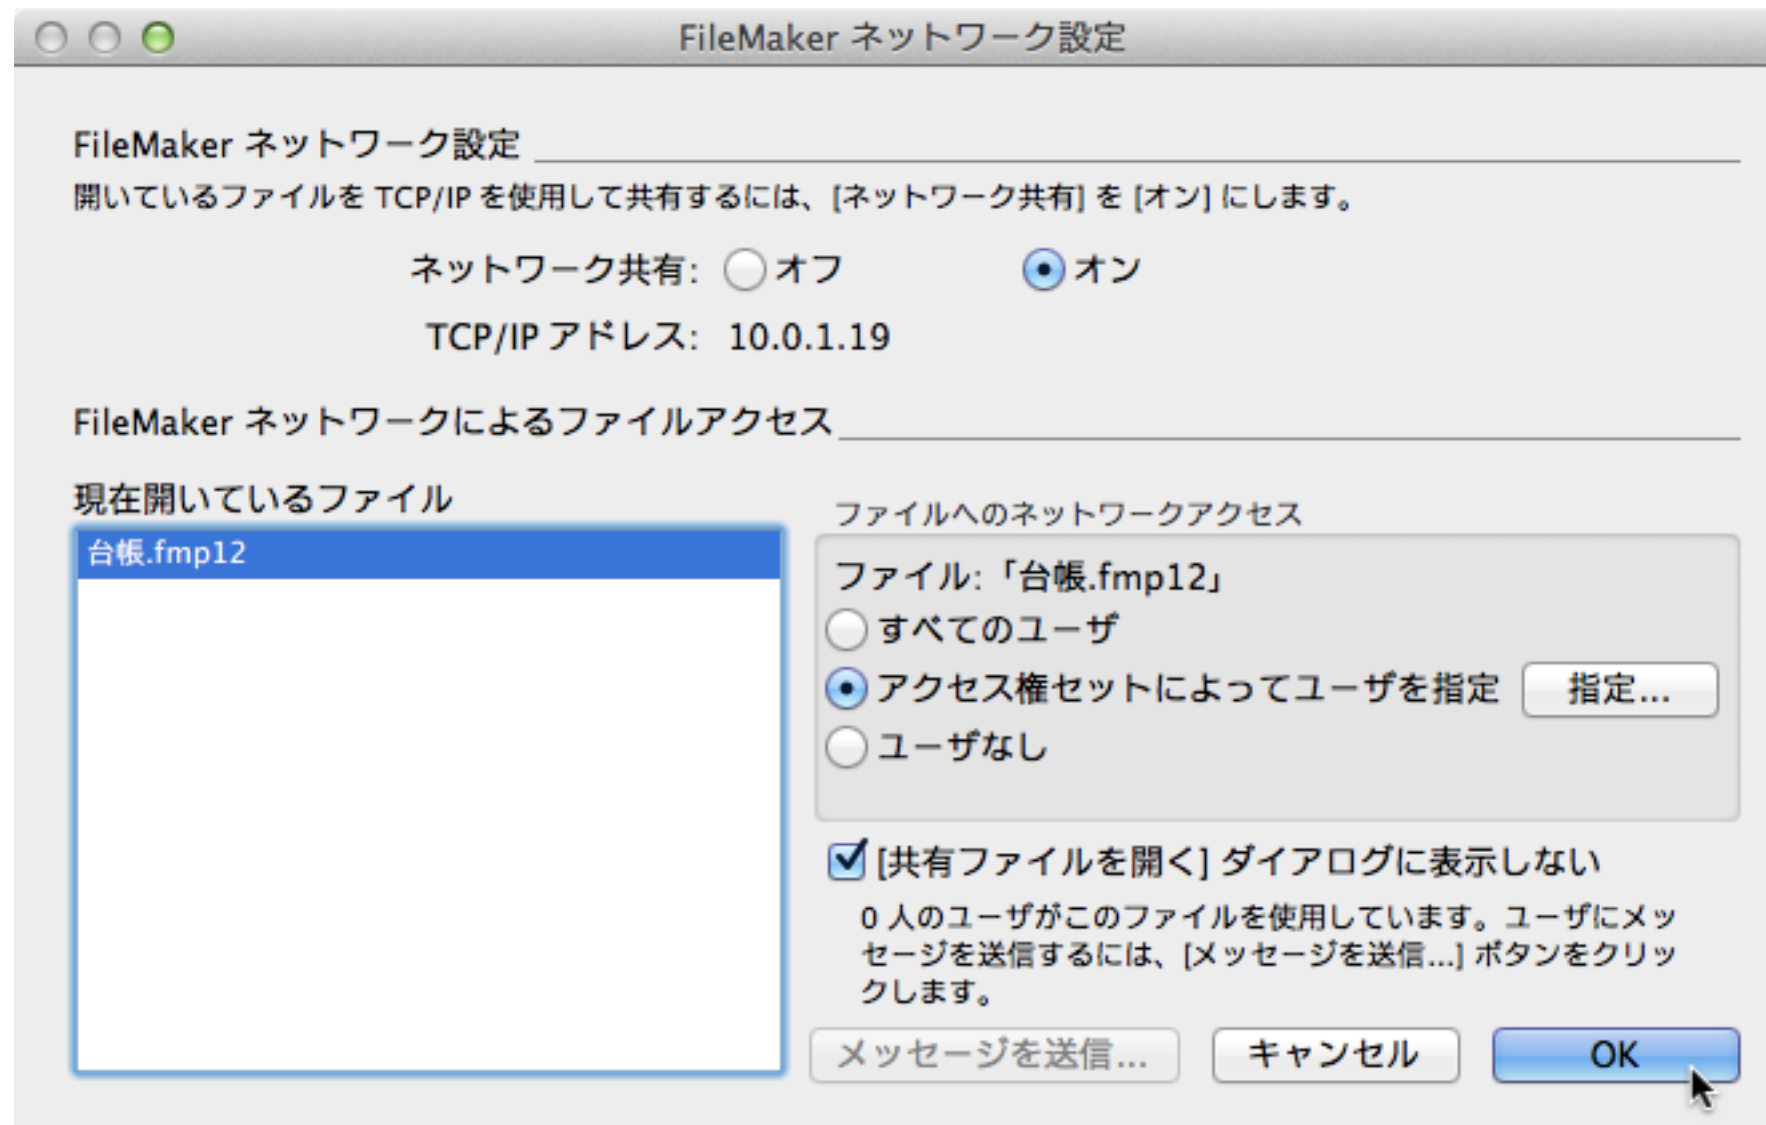 FileMaker ネットワーク設定
FileMaker ネットワーク設定
開いているファイルを TCP/IP を使用して共有するには、[ネットワーク共有] を [オン] にします。
ネットワーク共有: オフ オン
TCP/IP アドレス: 10.0.1.19
FileMaker ネットワークによるファイルアクセス
現在開いているファイル
台帳.fmp12
ファイルへのネットワークアクセス
ファイル:「台帳.fmp12」
すべてのユーザ
アクセス権セットによってユーザを指定 指定...
ユーザなし
[共有ファイルを開く] ダイアログに表示しない
0 人のユーザがこのファイルを使用しています。ユーザにメッ
セージを送信するには、[メッセージを送信...] ボタンをクリッ
クします。
メッセージを送信... キャンセル OK